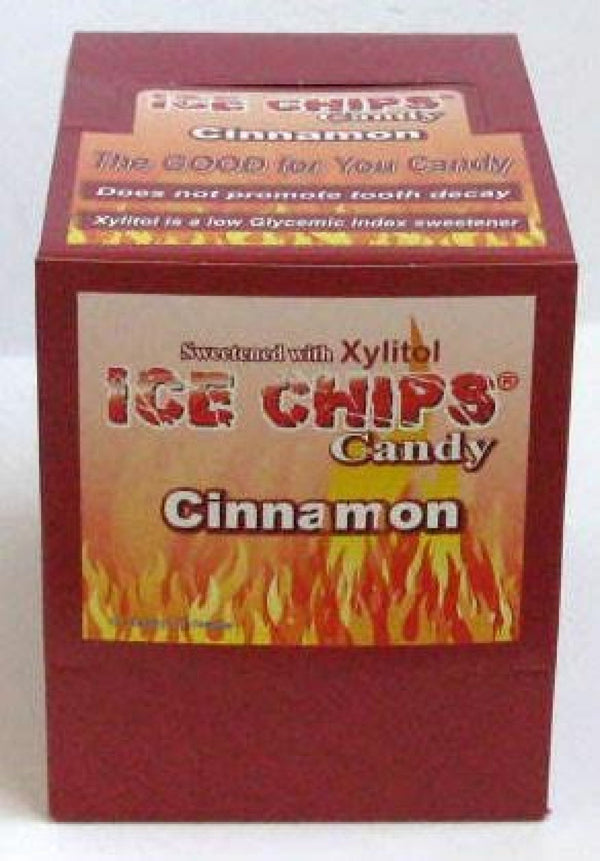 ICE CHIPS®
Candy
Cinnamon
The GOOD for You Candy
Does not promote tooth decay
Xylitol is a low Glycemic Index sweetener
Sweetened with Xylitol
ICE CHIPS®
Candy
Cinnamon